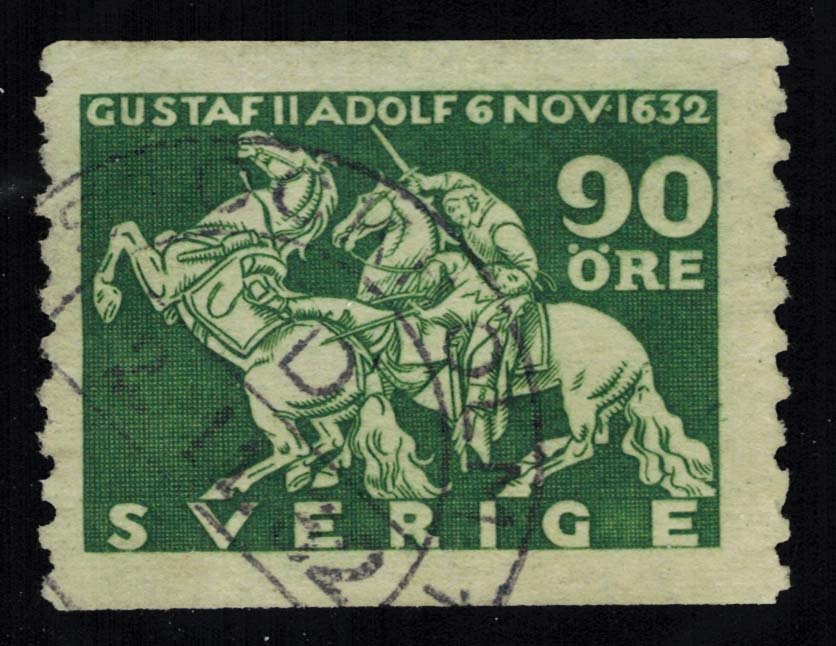 GUSTAF II ADOLF 6 NOV·1632
90
ÖRE
SVERIGE